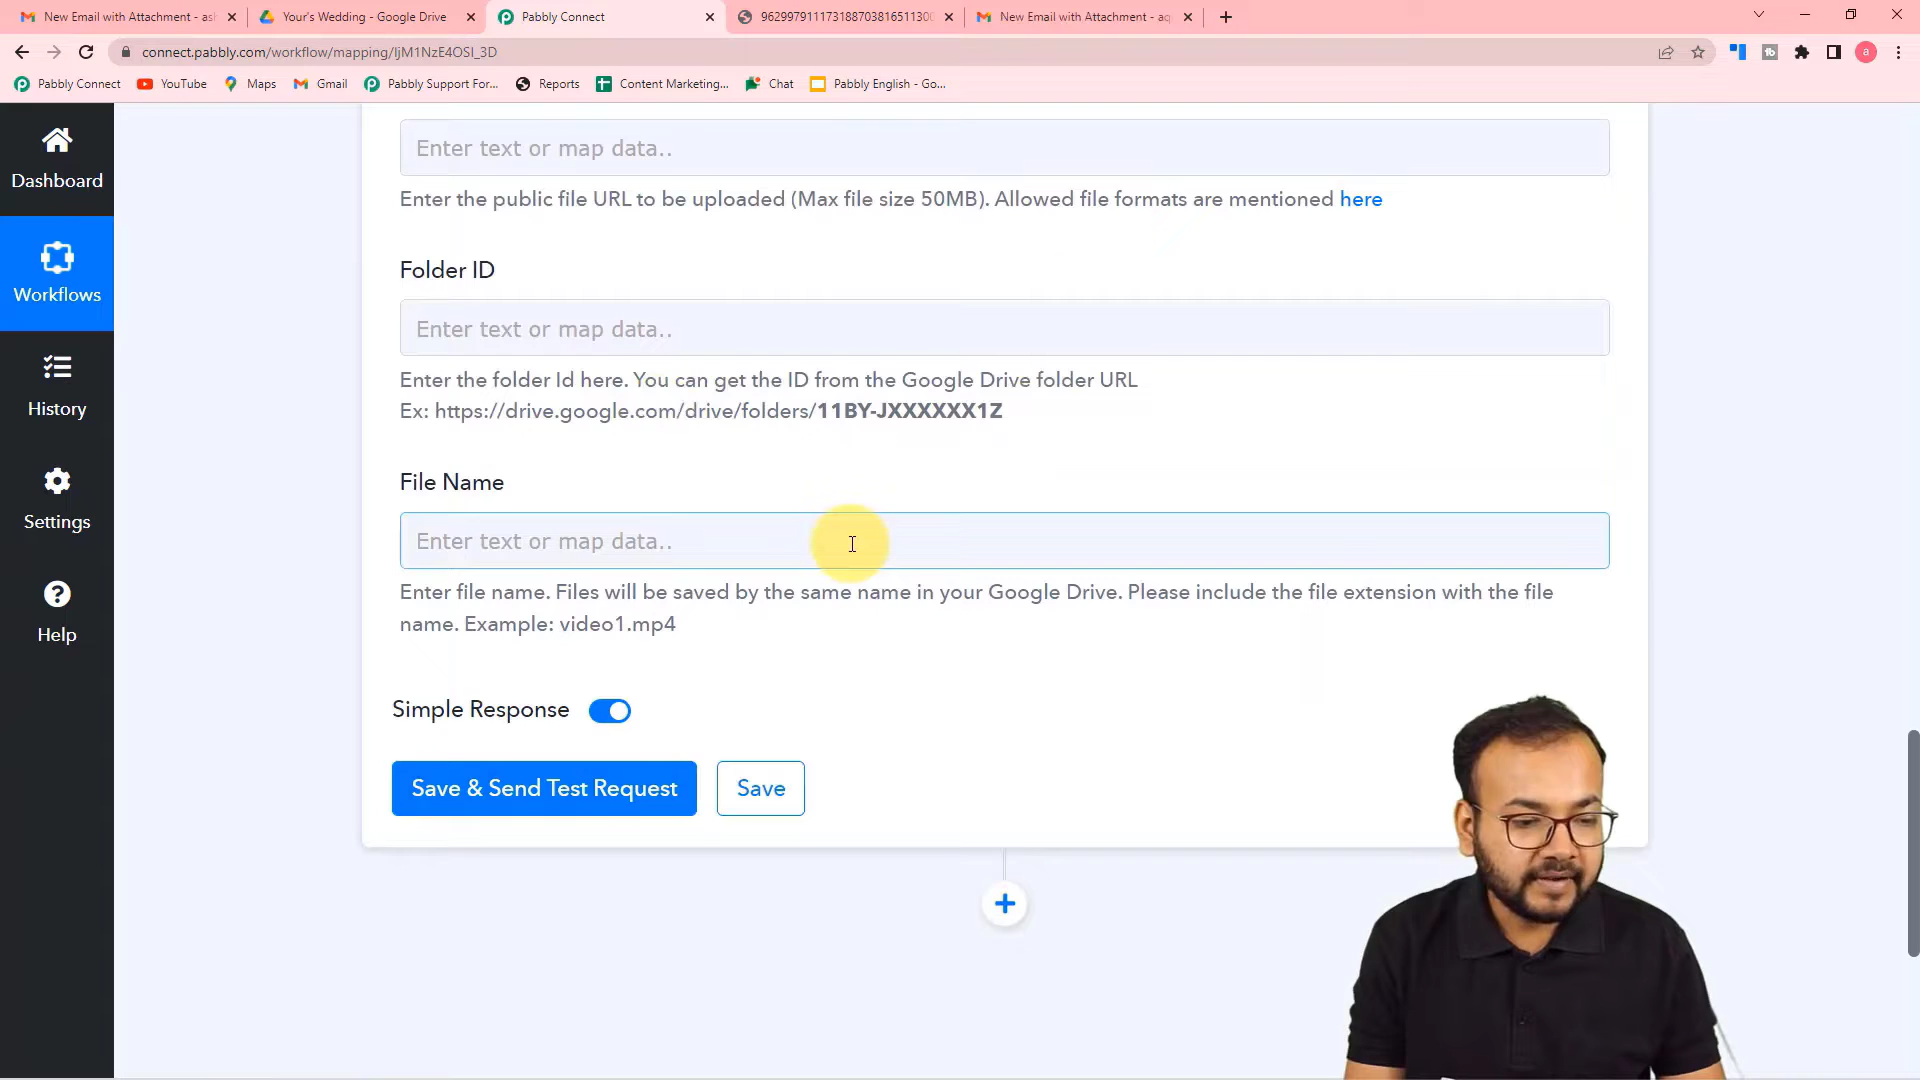 New Email with Attachment - as
Your's Wedding - Google Drive
Pabbly Connect
New Email with Attachment - aq
connect.pabbly.com/workflow/mapping/IjM1NzE4OSI_3D
Pabbly Connect
YouTube
Maps
Gmail
Pabbly Support For...
Reports
Content Marketing...
Chat
Pabbly English - Go...
a
Dashboard
Workflows
History
Settings
Help
Enter text or map data..
Enter the public file URL to be uploaded (Max file size 50MB). Allowed file formats are mentioned here
Folder ID
Enter text or map data..
Enter the folder Id here. You can get the ID from the Google Drive folder URL
Ex: https://drive.google.com/drive/folders/11BY-JXXXXXX1Z
File Name
Enter text or map data..
Enter file name. Files will be saved by the same name in your Google Drive. Please include the file extension with the file
name. Example: video1.mp4
Simple Response
Save & Send Test Request
Save